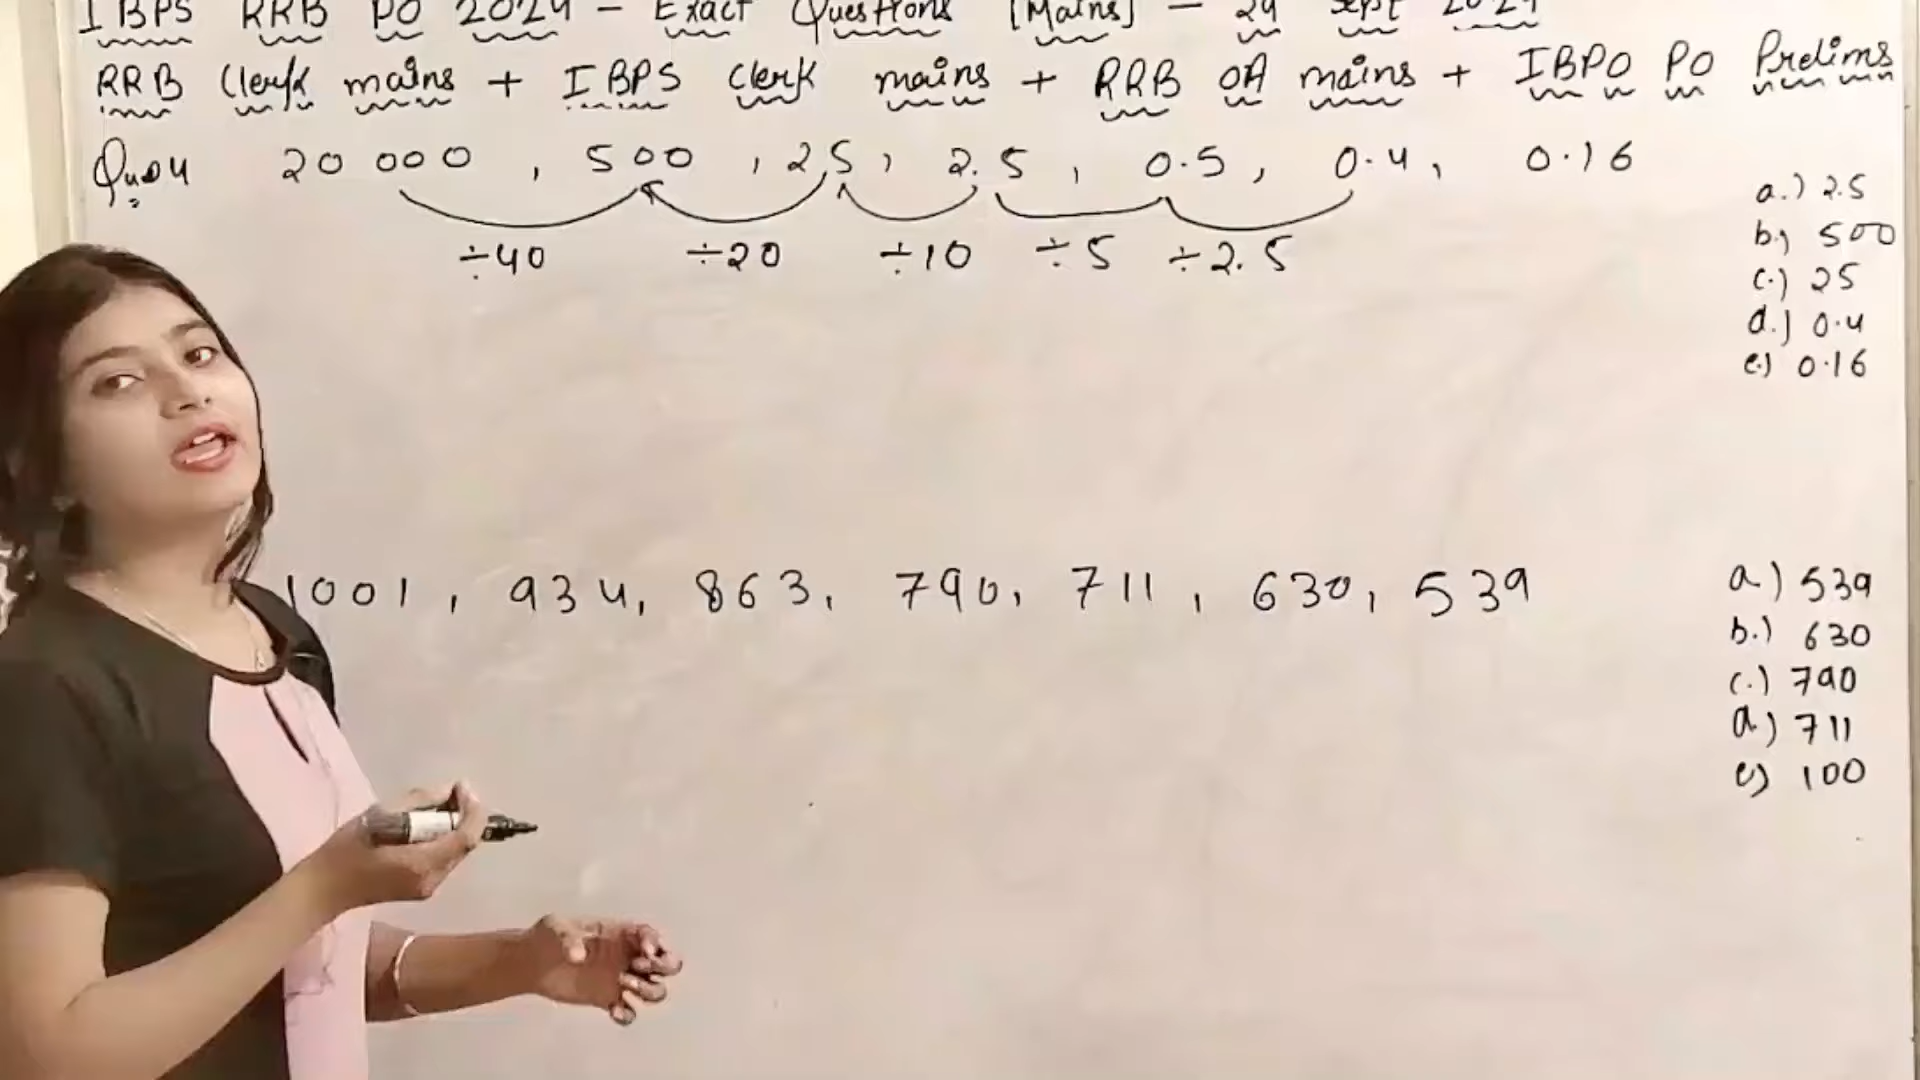 IBPS RRB PO 2024 - Exact Questions [Mains] - 29 Sept 2024
RRB Clerk mains + IBPS Clerk mains + RRB OA mains + IBPO PO Prelims
Que 4 20 000 , 500 , 25 , 2.5 , 0.5 , 0.4 , 0.16
÷40 ÷20 ÷10 ÷5 ÷2.5
a.) 2.5
b) 500
c.) 25
d.) 0.4
e.) 0.16
1001 , 934 , 863 , 790 , 711 , 630 , 539
a.) 539
b.) 630
c.) 790
d.) 711
e) 100